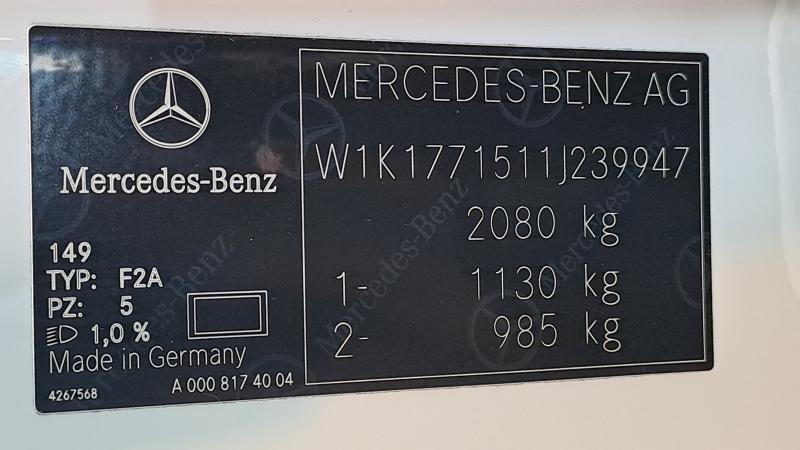 Mercedes-Benz
149
TYP: F2A
PZ: 5
1,0 %
Made in Germany
4267568
A 000 817 40 04
MERCEDES-BENZ AG
W1K1771511J239947
2080 kg
1- 1130 kg
2- 985 kg